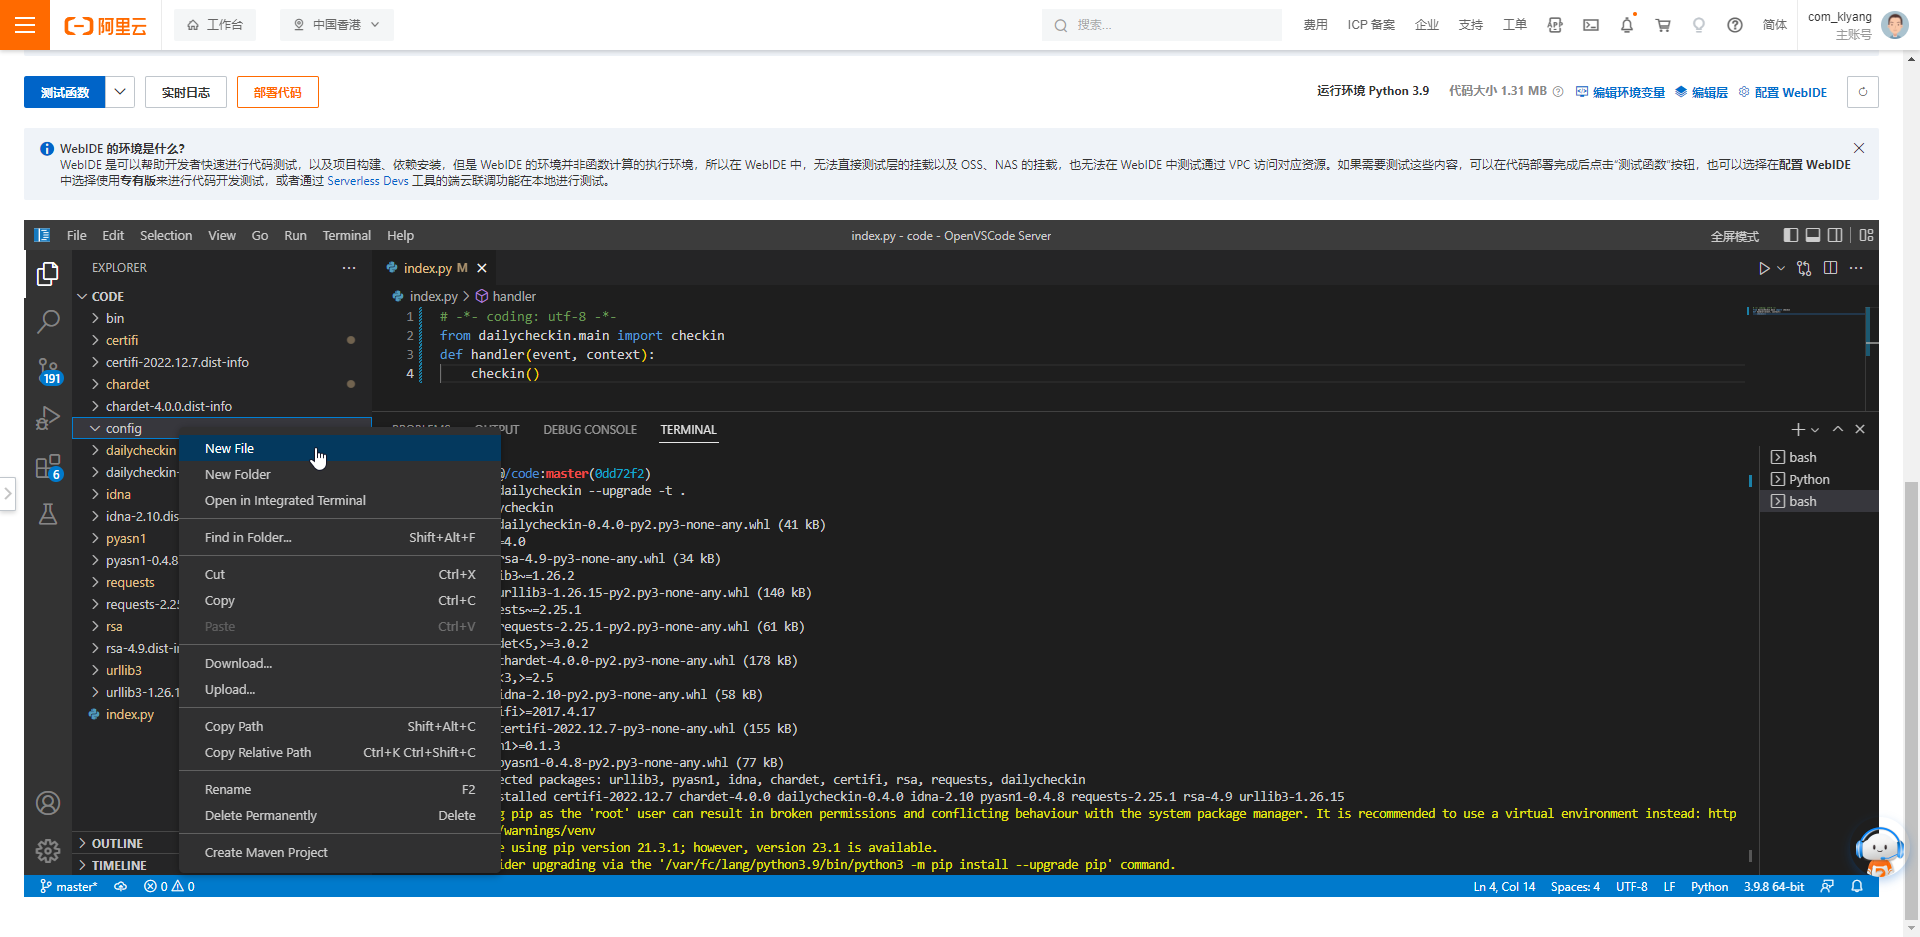 阿里云
工作台
中国香港
搜索...
费用
ICP 备案
企业
支持
工单
简体
com_klyang
主账号
测试函数
实时日志
部署代码
运行环境 Python 3.9
代码大小 1.31 MB
编辑环境变量
编辑层
配置 WebIDE
WebIDE 的环境是什么?
WebIDE 是可以帮助开发者快速进行代码测试，以及项目构建、依赖安装，但是 WebIDE 的环境并非函数计算的执行环境，所以在 WebIDE 中，无法直接测试层的挂载以及 OSS、NAS 的挂载，也无法在 WebIDE 中测试通过 VPC 访问对应资源。如果需要测试这些内容，可以在代码部署完成后点击“测试函数”按钮，也可以选择在配置 WebIDE
中选择使用专有版来进行代码开发测试，或者通过 Serverless Devs 工具的端云联调功能在本地进行测试。
File Edit Selection View Go Run Terminal Help
index.py - code - OpenVSCode Server
全屏模式
EXPLORER
index.py M
CODE
index.py > handler
bin
certifi
certifi-2022.12.7.dist-info
chardet
chardet-4.0.0.dist-info
config
dailycheckin
dailycheckin-
idna
idna-2.10.dis
pyasn1
pyasn1-0.4.8
requests
requests-2.25
rsa
rsa-4.9.dist-i
urllib3
urllib3-1.26.1
index.py
OUTLINE
TIMELINE
191
6
1 # -*- coding: utf-8 -*-
2 from dailycheckin.main import checkin
3 def handler(event, context):
4 checkin()
New File
New Folder
Open in Integrated Terminal
Find in Folder... Shift+Alt+F
Cut Ctrl+X
Copy Ctrl+C
Paste Ctrl+V
Download...
Upload...
Copy Path Shift+Alt+C
Copy Relative Path Ctrl+K Ctrl+Shift+C
Rename F2
Delete Permanently Delete
Create Maven Project
DEBUG CONSOLE
TERMINAL
/code:master(0dd72f2)
dailycheckin --upgrade -t .
ycheckin
dailycheckin-0.4.0-py2.py3-none-any.whl (41 kB)
=4.0
rsa-4.9-py3-none-any.whl (34 kB)
ib3~=1.26.2
urllib3-1.26.15-py2.py3-none-any.whl (140 kB)
ests~=2.25.1
requests-2.25.1-py2.py3-none-any.whl (61 kB)
det<5,>=3.0.2
chardet-4.0.0-py2.py3-none-any.whl (178 kB)
<3,>=2.5
idna-2.10-py2.py3-none-any.whl (58 kB)
ifi>=2017.4.17
certifi-2022.12.7-py3-none-any.whl (155 kB)
n1>=0.1.3
pyasn1-0.4.8-py2.py3-none-any.whl (77 kB)
ected packages: urllib3, pyasn1, idna, chardet, certifi, rsa, requests, dailycheckin
stalled certifi-2022.12.7 chardet-4.0.0 dailycheckin-0.4.0 idna-2.10 pyasn1-0.4.8 requests-2.25.1 rsa-4.9 urllib3-1.26.15
g pip as the 'root' user can result in broken permissions and conflicting behaviour with the system package manager. It is recommended to use a virtual environment instead: http
/warnings/venv
e using pip version 21.3.1; however, version 23.1 is available.
ider upgrading via the '/var/fc/lang/python3.9/bin/python3 -m pip install --upgrade pip' command.
bash
Python
bash
master*
0 0
Ln 4, Col 14
Spaces: 4
UTF-8
LF
Python
3.9.8 64-bit